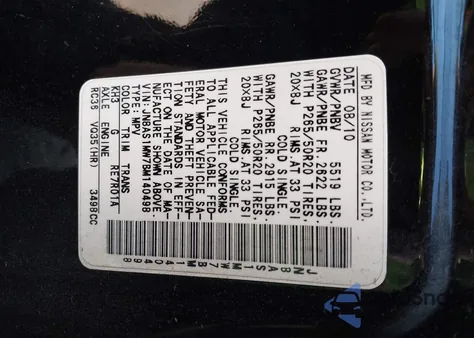 MFD BY NISSAN MOTOR CO.,LTD.
DATE 08/10
GVWR/PNBV 5519 LBS.
GAWR/PNBE FR. 2822 LBS.
WITH P265/50R20 TIRES.
20X8J RIMS.AT 33 PSI
COLD SINGLE.
GAWR/PNBE RR. 2915 LBS.
WITH P265/50R20 TIRES.
20X8J RIMS.AT 33 PSI
COLD SINGLE.
THIS VEHICLE CONFORMS
TO ALL APPLICABLE FED-
ERAL MOTOR VEHICLE SA-
FETY AND THEFT PREVEN-
TION STANDARDS IN EFF-
ECT ON THE DATE OF MA-
NUFACTURE SHOWN ABOVE.
VIN:JN8AS1MW7BM140498
TYPE:MPV
COLOR TRIM TRANS
KH3 G RE7R01A
AXLE ENGINE
RC38 VQ35(HR) 3498CC
JN8AS1MW7BM140498